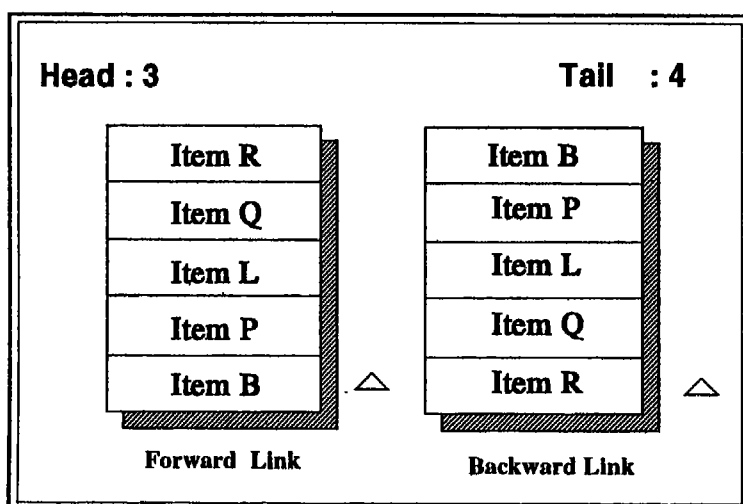 Head : 3
Tail : 4
Item R
Item Q
Item L
Item P
Item B
Forward Link
Item B
Item P
Item L
Item Q
Item R
Backward Link